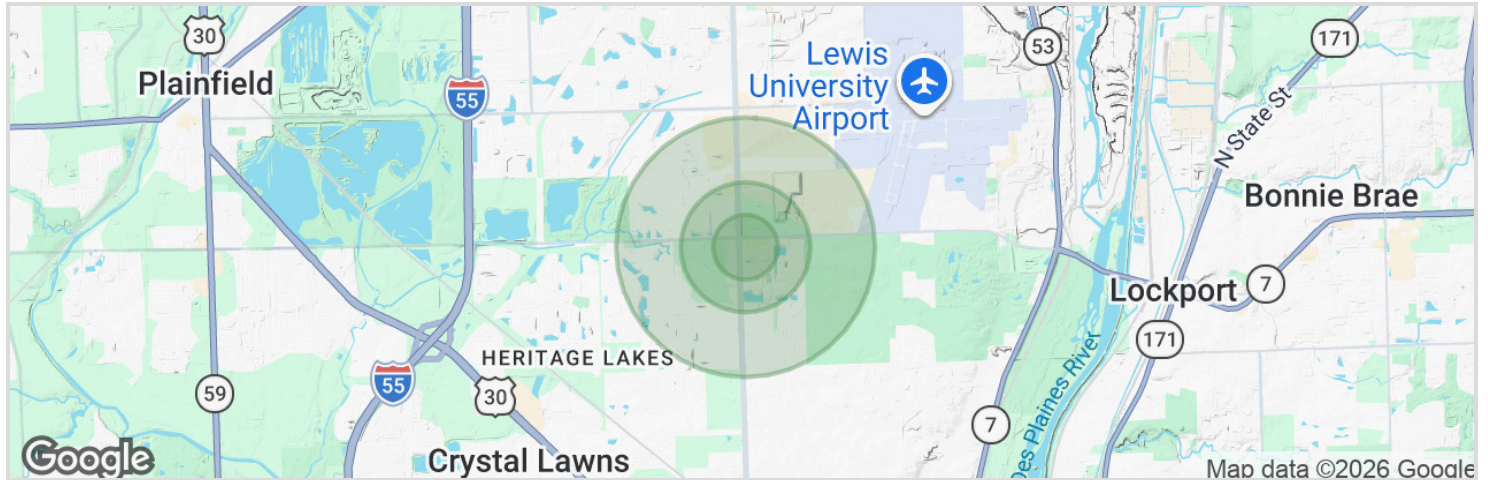 30
53
171
Lewis
University
Airport
Plainfield
55
N State St
Bonnie Brae
Lockport
7
171
HERITAGE LAKES
55
59
30
7
Des Plaines River
Crystal Lawns
Google
Map data ©2026 Google